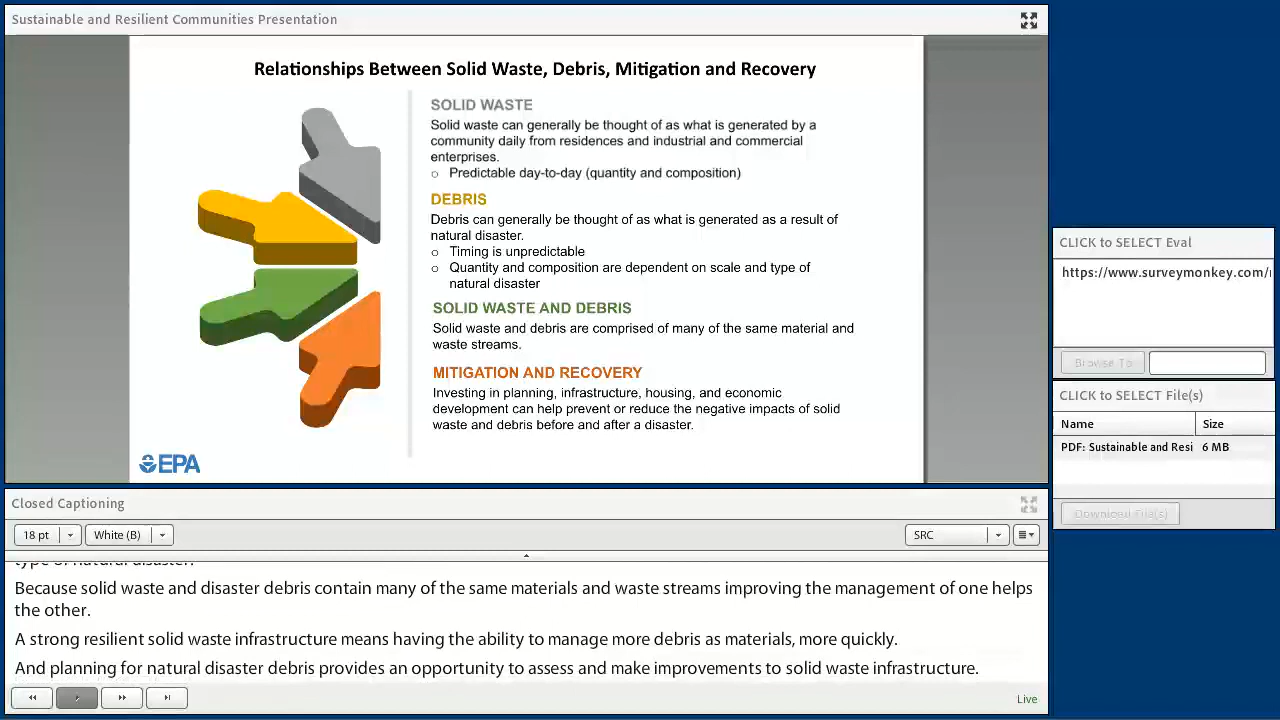 Sustainable and Resilient Communities Presentation
Relationships Between Solid Waste, Debris, Mitigation and Recovery
SOLID WASTE
Solid waste can generally be thought of as what is generated by a
community daily from residences and industrial and commercial
enterprises.
o Predictable day-to-day (quantity and composition)
DEBRIS
Debris can generally be thought of as what is generated as a result of
natural disaster.
o Timing is unpredictable
o Quantity and composition are dependent on scale and type of
natural disaster
SOLID WASTE AND DEBRIS
Solid waste and debris are comprised of many of the same material and
waste streams.
MITIGATION AND RECOVERY
Investing in planning, infrastructure, housing, and economic
development can help prevent or reduce the negative impacts of solid
waste and debris before and after a disaster.
EPA
CLICK to SELECT Eval
https://www.surveymonkey.com/
Browse To
CLICK to SELECT File(s)
Name Size
PDF: Sustainable and Resi 6 MB
Download File(s)
Closed Captioning
18 pt White (B) SRC
type of natural disaster.
Because solid waste and disaster debris contain many of the same materials and waste streams improving the management of one helps
the other.
A strong resilient solid waste infrastructure means having the ability to manage more debris as materials, more quickly.
And planning for natural disaster debris provides an opportunity to assess and make improvements to solid waste infrastructure.
Live